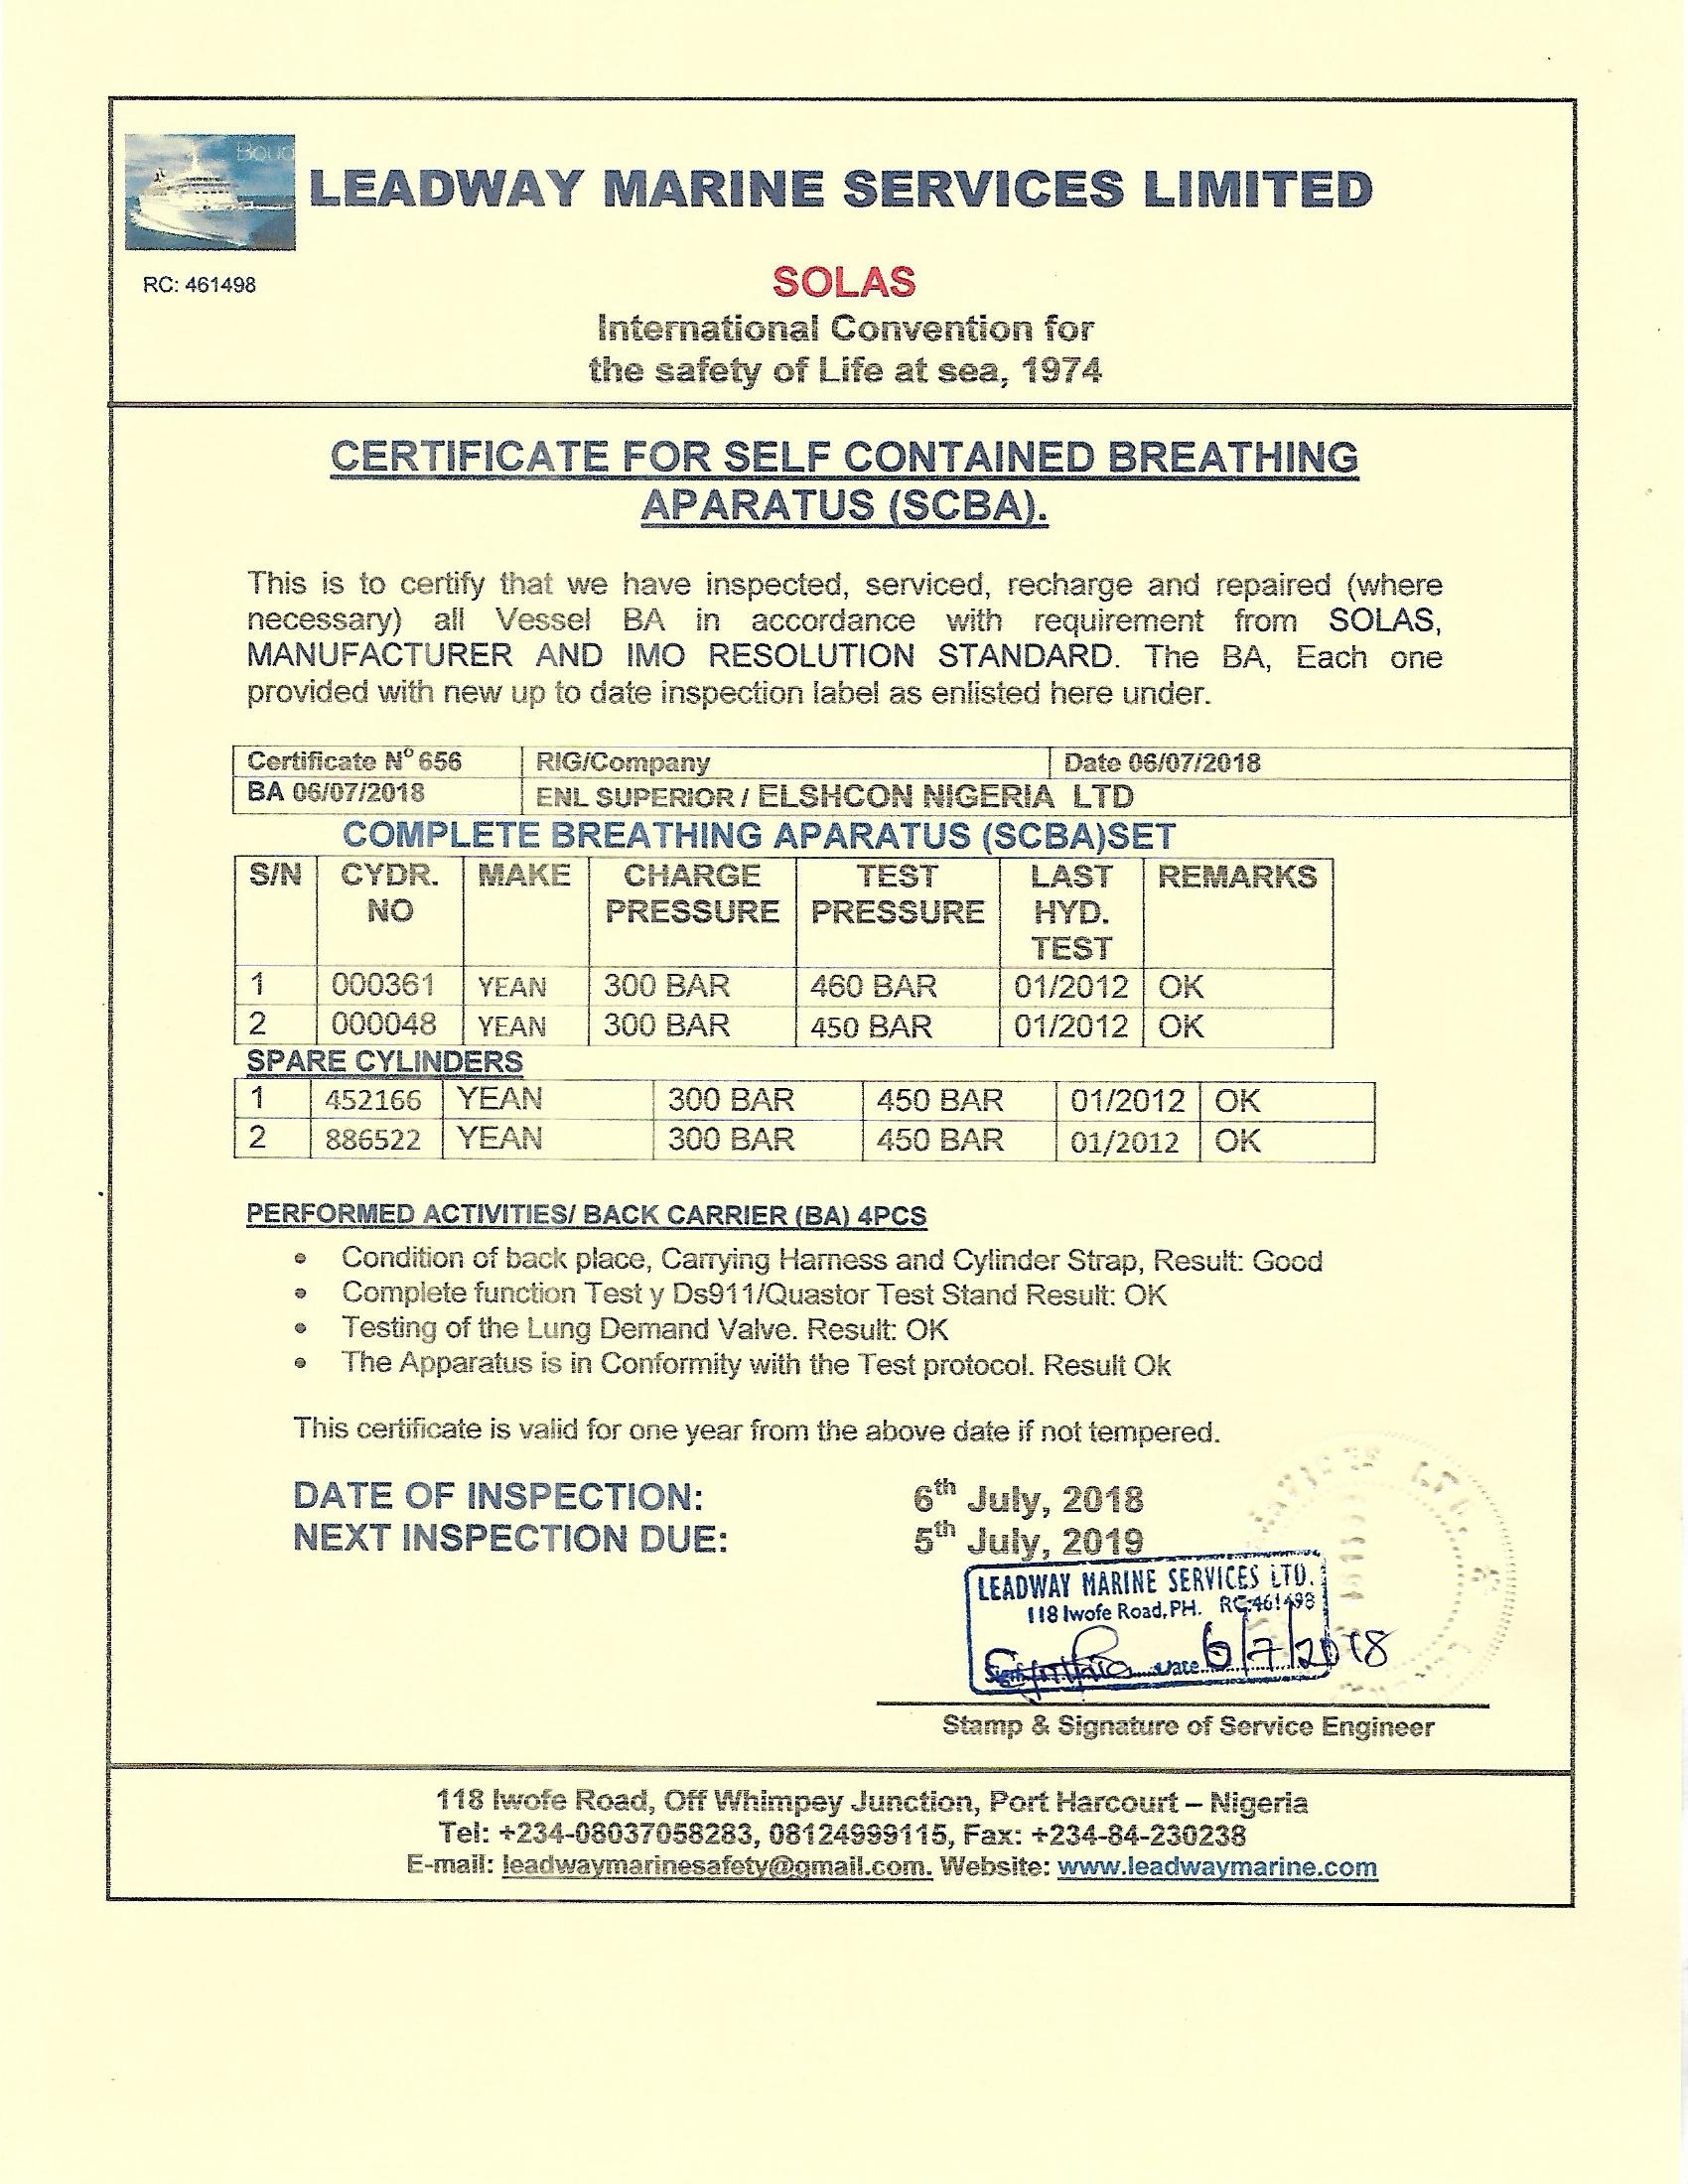 Boud
LEADWAY MARINE SERVICES LIMITED
RC: 461498
SOLAS
International Convention for
the safety of Life at sea, 1974
CERTIFICATE FOR SELF CONTAINED BREATHING
APARATUS (SCBA).
This is to certify that we have inspected, serviced, recharge and repaired (where
necessary) all Vessel BA in accordance with requirement from SOLAS,
MANUFACTURER AND IMO RESOLUTION STANDARD. The BA, Each one
provided with new up to date inspection label as enlisted here under.
Certificate Nº 656 RIG/Company Date 06/07/2018
BA 06/07/2018 ENL SUPERIOR / ELSHCON NIGERIA LTD
COMPLETE BREATHING APARATUS (SCBA)SET
S/N CYDR. NO MAKE CHARGE PRESSURE TEST PRESSURE LAST HYD. TEST REMARKS
1 000361 YEAN 300 BAR 460 BAR 01/2012 OK
2 000048 YEAN 300 BAR 450 BAR 01/2012 OK
SPARE CYLINDERS
1 452166 YEAN 300 BAR 450 BAR 01/2012 OK
2 886522 YEAN 300 BAR 450 BAR 01/2012 OK
PERFORMED ACTIVITIES/ BACK CARRIER (BA) 4PCS
• Condition of back place, Carrying Harness and Cylinder Strap, Result: Good
• Complete function Test y Ds911/Quastor Test Stand Result: OK
• Testing of the Lung Demand Valve. Result: OK
• The Apparatus is in Conformity with the Test protocol. Result Ok
This certificate is valid for one year from the above date if not tempered.
DATE OF INSPECTION: 6th July, 2018
NEXT INSPECTION DUE: 5th July, 2019
LEADWAY MARINE SERVICES LTD.
118 Iwofe Road, PH. RC:461498
Date 6/7/2018
Stamp & Signature of Service Engineer
118 Iwofe Road, Off Whimpey Junction, Port Harcourt – Nigeria
Tel: +234-08037058283, 08124999115, Fax: +234-84-230238
E-mail: leadwaymarinesafety@gmail.com. Website: www.leadwaymarine.com